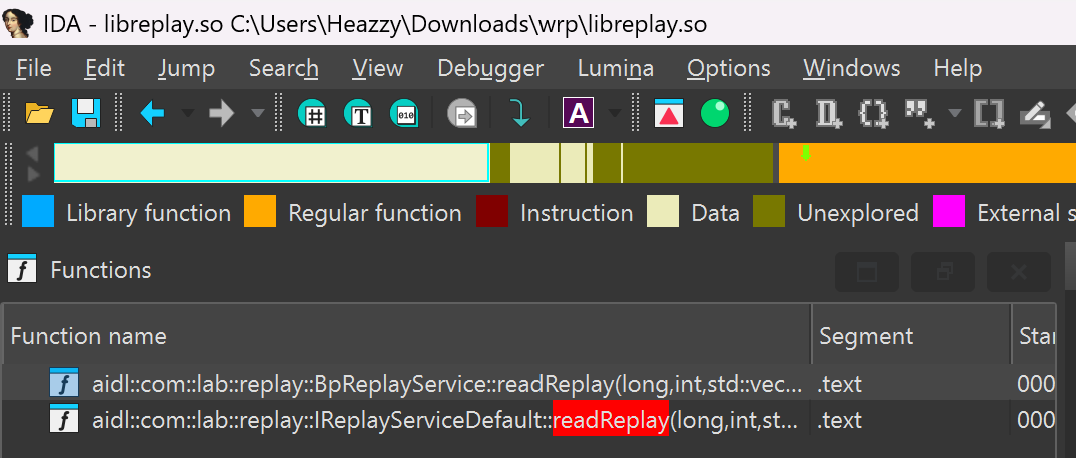 IDA - libreplay.so C:\Users\Heazzy\Downloads\wrp\libreplay.so
File Edit Jump Search View Debugger Lumina Options Windows Help
Library function Regular function Instruction Data Unexplored External s
Functions
Function name Segment Star
aidl::com::lab::replay::BpReplayService::readReplay(long,int,std::vec... .text 000
aidl::com::lab::replay::IReplayServiceDefault::readReplay(long,int,st... .text 000